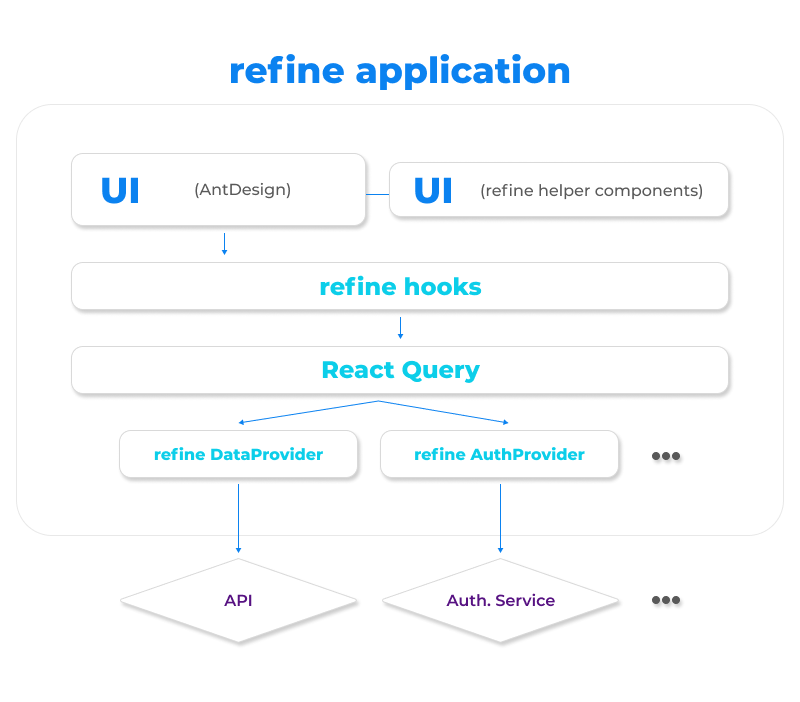 refine application
UI (AntDesign)
UI (refine helper components)
refine hooks
React Query
refine DataProvider
refine AuthProvider
API
Auth. Service